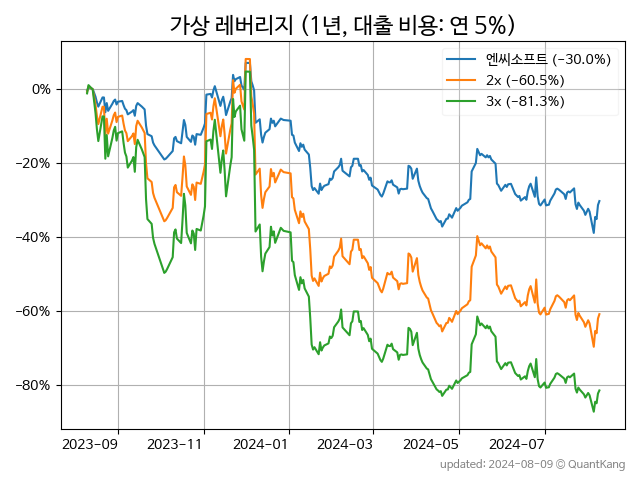 가상 레버리지 (1년, 대출 비용: 연 5%)
엔씨소프트 (−30.0%)
2x (−60.5%)
3x (−81.3%)
0%
−20%
−40%
−60%
−80%
2023-09 2023-11 2024-01 2024-03 2024-05 2024-07
updated: 2024-08-09 © QuantKang